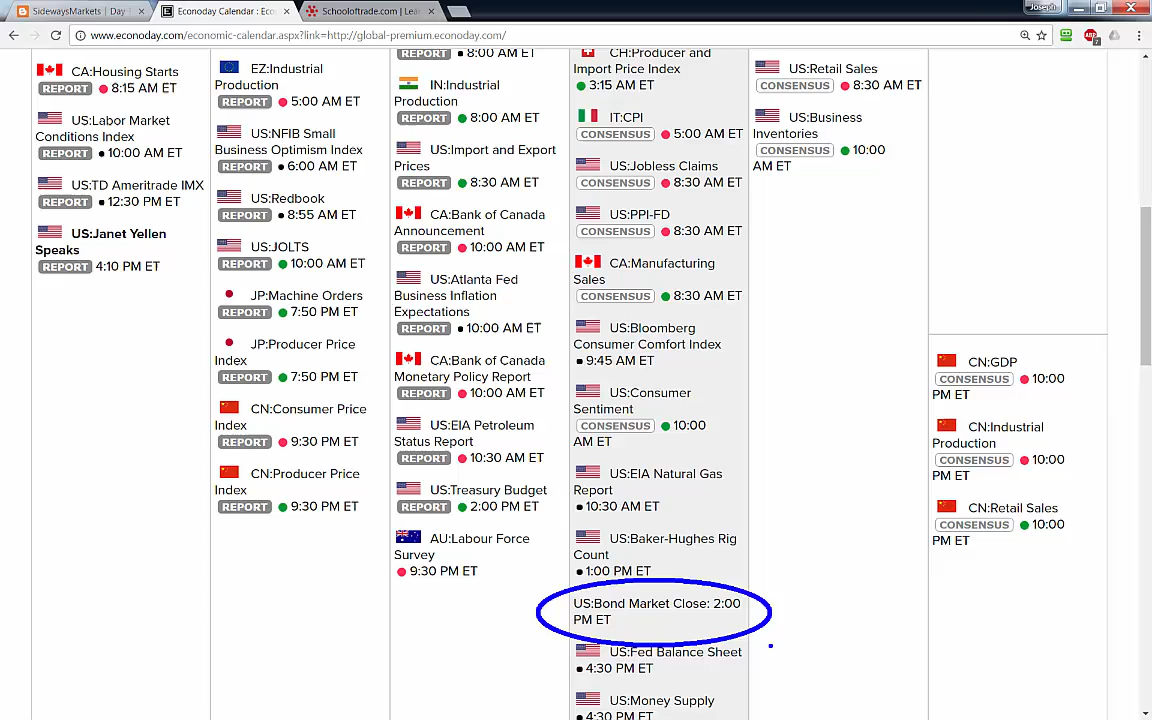 SidewaysMarkets | Day T
Econoday Calendar : Eco
Schooloftrade.com | Lea
Joseph
www.econoday.com/economic-calendar.aspx?link=http://global-premium.econoday.com/
7
CA:Housing Starts
REPORT 8:15 AM ET
US:Labor Market
Conditions Index
REPORT 10:00 AM ET
US:TD Ameritrade IMX
REPORT 12:30 PM ET
US:Janet Yellen
Speaks
REPORT 4:10 PM ET
EZ:Industrial
Production
REPORT 5:00 AM ET
US:NFIB Small
Business Optimism Index
REPORT 6:00 AM ET
US:Redbook
REPORT 8:55 AM ET
US:JOLTS
REPORT 10:00 AM ET
JP:Machine Orders
REPORT 7:50 PM ET
JP:Producer Price
Index
REPORT 7:50 PM ET
CN:Consumer Price
Index
REPORT 9:30 PM ET
CN:Producer Price
Index
REPORT 9:30 PM ET
REPORT 8:00 AM ET
IN:Industrial
Production
REPORT 8:00 AM ET
US:Import and Export
Prices
REPORT 8:30 AM ET
CA:Bank of Canada
Announcement
REPORT 10:00 AM ET
US:Atlanta Fed
Business Inflation
Expectations
REPORT 10:00 AM ET
CA:Bank of Canada
Monetary Policy Report
REPORT 10:00 AM ET
US:EIA Petroleum
Status Report
REPORT 10:30 AM ET
US:Treasury Budget
REPORT 2:00 PM ET
AU:Labour Force
Survey
9:30 PM ET
CH:Producer and
Import Price Index
3:15 AM ET
IT:CPI
CONSENSUS 5:00 AM ET
US:Jobless Claims
CONSENSUS 8:30 AM ET
US:PPI-FD
CONSENSUS 8:30 AM ET
CA:Manufacturing
Sales
CONSENSUS 8:30 AM ET
US:Bloomberg
Consumer Comfort Index
9:45 AM ET
US:Consumer
Sentiment
CONSENSUS 10:00
AM ET
US:EIA Natural Gas
Report
10:30 AM ET
US:Baker-Hughes Rig
Count
1:00 PM ET
US:Bond Market Close: 2:00
PM ET
US:Fed Balance Sheet
4:30 PM ET
US:Money Supply
4:30 PM ET
US:Retail Sales
CONSENSUS 8:30 AM ET
US:Business
Inventories
CONSENSUS 10:00
AM ET
CN:GDP
CONSENSUS 10:00
PM ET
CN:Industrial
Production
CONSENSUS 10:00
PM ET
CN:Retail Sales
CONSENSUS 10:00
PM ET